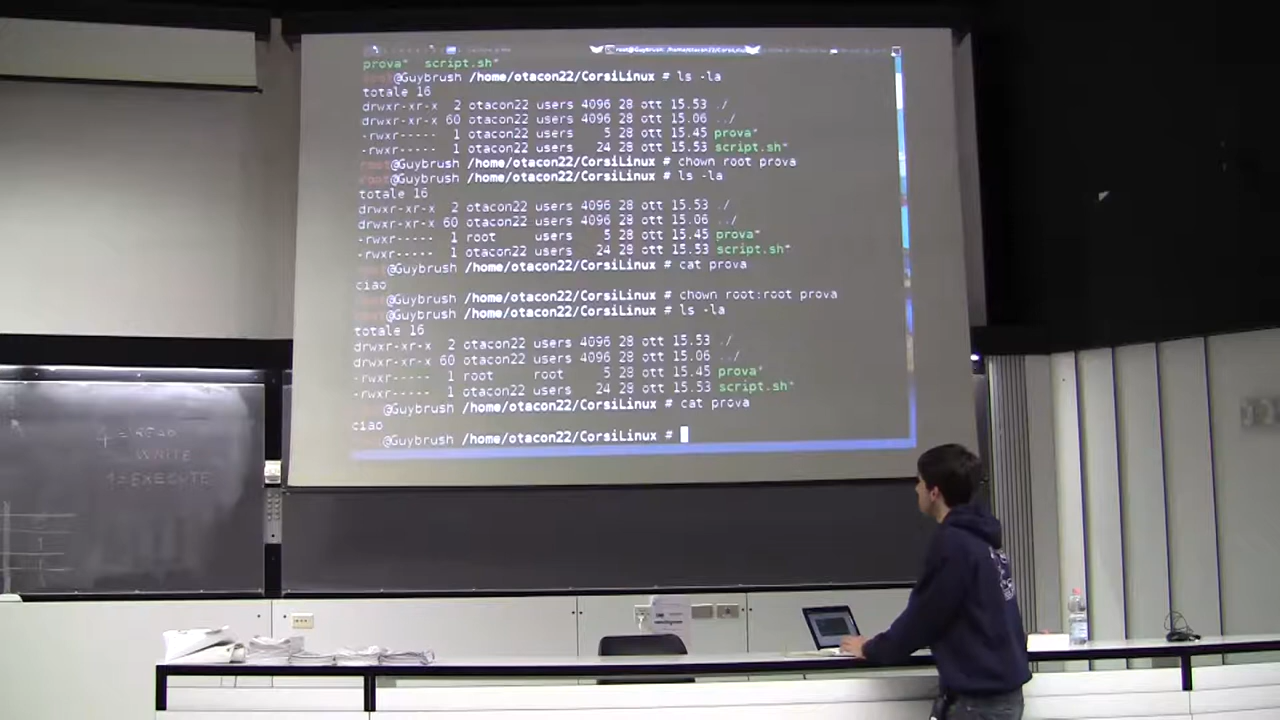 prova* script.sh*
root@Guybrush /home/otacon22/CorsiLinux # ls -la
totale 16
drwxr-xr-x 2 otacon22 users 4096 28 ott 15.53 ./
drwxr-xr-x 60 otacon22 users 4096 28 ott 15.06 ../
-rwxr----- 1 otacon22 users 5 28 ott 15.45 prova*
-rwxr----- 1 otacon22 users 24 28 ott 15.53 script.sh*
root@Guybrush /home/otacon22/CorsiLinux # chown root prova
root@Guybrush /home/otacon22/CorsiLinux # ls -la
totale 16
drwxr-xr-x 2 otacon22 users 4096 28 ott 15.53 ./
drwxr-xr-x 60 otacon22 users 4096 28 ott 15.06 ../
-rwxr----- 1 root users 5 28 ott 15.45 prova*
-rwxr----- 1 otacon22 users 24 28 ott 15.53 script.sh*
@Guybrush /home/otacon22/CorsiLinux # cat prova
ciao
root@Guybrush /home/otacon22/CorsiLinux # chown root:root prova
root@Guybrush /home/otacon22/CorsiLinux # ls -la
totale 16
drwxr-xr-x 2 otacon22 users 4096 28 ott 15.53 ./
drwxr-xr-x 60 otacon22 users 4096 28 ott 15.06 ../
-rwxr----- 1 root root 5 28 ott 15.45 prova*
-rwxr----- 1 otacon22 users 24 28 ott 15.53 script.sh*
@Guybrush /home/otacon22/CorsiLinux # cat prova
ciao
@Guybrush /home/otacon22/CorsiLinux #
4=READ
WRITE
1=EXECUTE